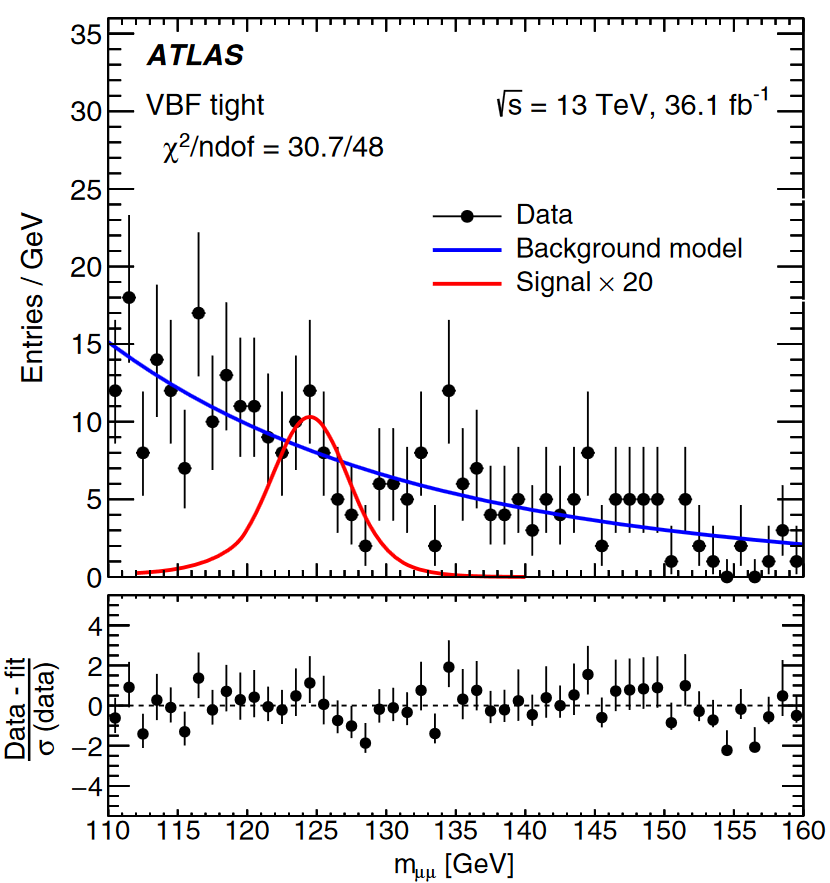 35
ATLAS
VBF tight
√s = 13 TeV, 36.1 fb⁻¹
30
χ²/ndof = 30.7/48
25
Data
Background model
Signal × 20
20
15
10
5
0
Entries / GeV
4
2
0
−2
−4
Data - fit
σ (data)
110 115 120 125 130 135 140 145 150 155 160
mμμ [GeV]